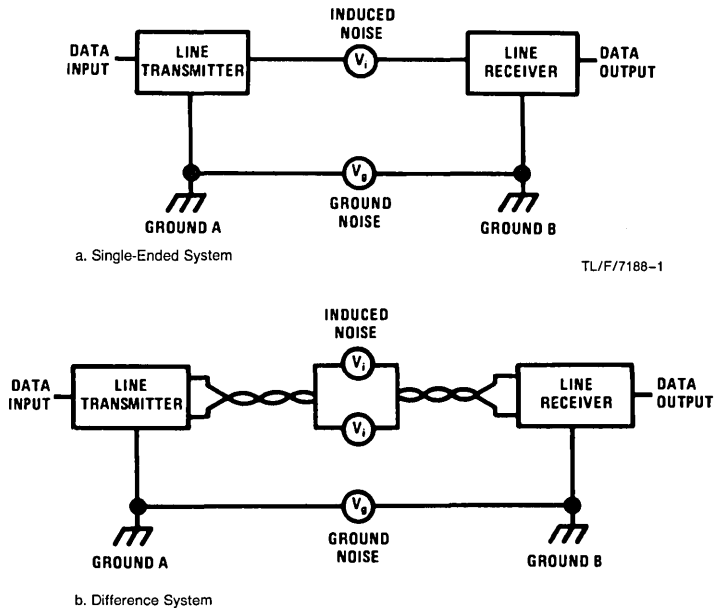 INDUCED
NOISE
DATA
INPUT
LINE
TRANSMITTER
Vi
LINE
RECEIVER
DATA
OUTPUT
Vg
GROUND A
GROUND
NOISE
GROUND B
a. Single-Ended System
TL/F/7188–1
INDUCED
NOISE
DATA
INPUT
LINE
TRANSMITTER
Vi
Vi
LINE
RECEIVER
DATA
OUTPUT
Vg
GROUND A
GROUND
NOISE
GROUND B
b. Difference System